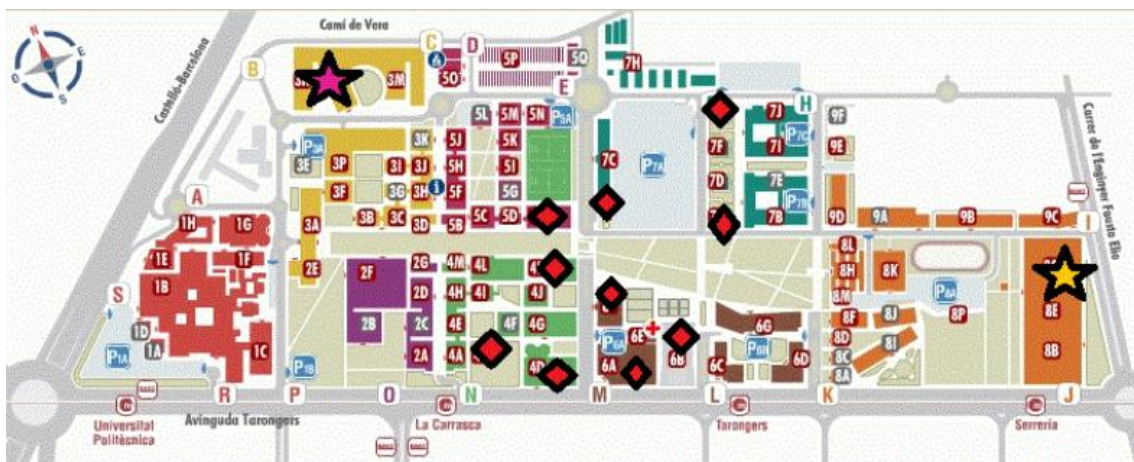 Camí de Vera
N
E
O
S
Castelló-Barcelona
B
C
D
3M
5O
5P
5Q
7H
E
H
5L
5M
5N
P5A
7J
P7C
9F
3K
5J
5K
7I
9E
P3A
3E
3P
3I
3J
5H
5I
7C
P7A
7F
7D
7E
3F
3G
3H
5F
5G
P7B
Carrer de l'Enginyer Fausto Elio
A
1H
1G
3A
3B
3C
3D
5B
5C
5D
7B
9D
9A
9B
9C
I
1E
1F
2E
2F
2G
4M
4L
8L
8H
8K
S
1B
2D
4H
4I
4J
8M
P8A
8E
1D
2B
2C
4E
4F
4G
6G
8F
8J
8P
1A
P1A
1C
P1B
2A
4A
4D
P6A
6E
6A
6B
6C
P6B
6D
8D
8I
8C
8A
8B
R
P
O
N
M
L
K
J
Universitat
Politècnica
Avinguda Tarongers
La Carrasca
Tarongers
Serrería